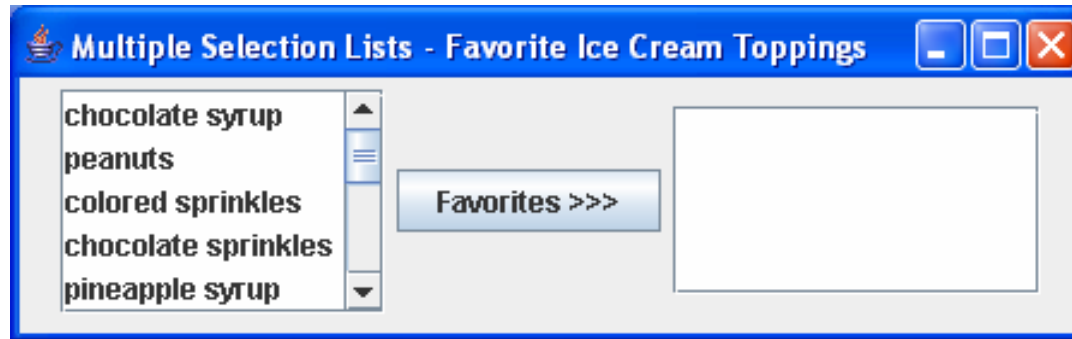 Multiple Selection Lists - Favorite Ice Cream Toppings
chocolate syrup
peanuts
colored sprinkles
chocolate sprinkles
pineapple syrup
Favorites >>>